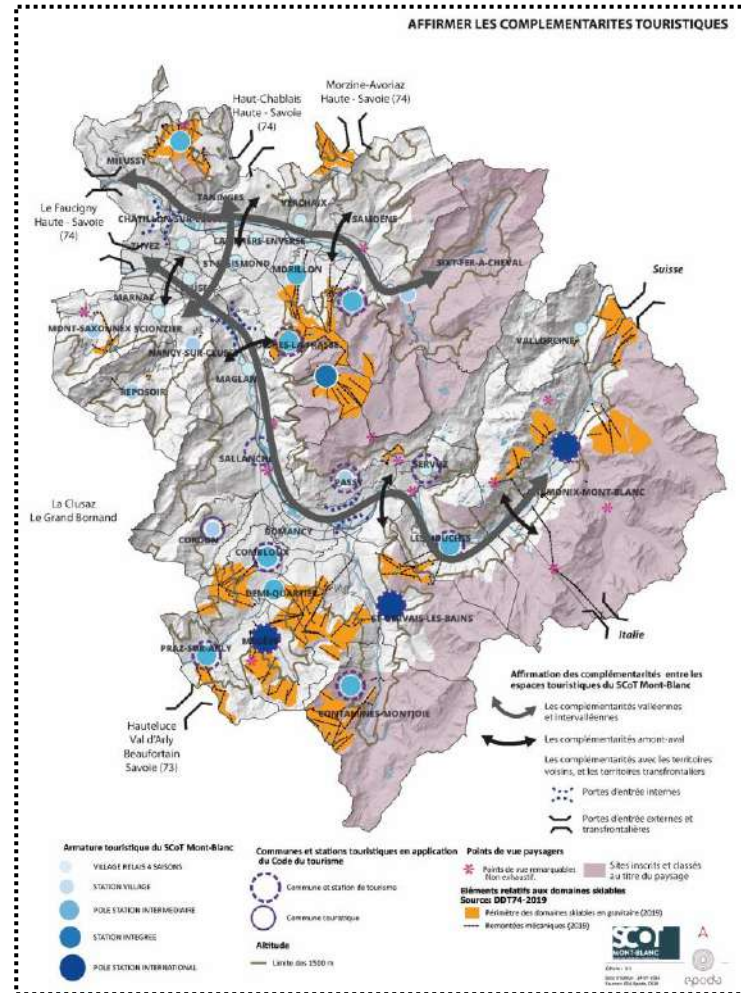 AFFIRMER LES COMPLEMENTARITES TOURISTIQUES
Morzine-Avoriaz
Haute - Savoie (74)
Haut-Chablais
Haute - Savoie
(74)
MIEUSSY
Le Faucigny
Haute - Savoie
(74)
TANINGES
VERCHAIX
SAMOENS
SIXT-FER-A-CHEVAL
THYEZ
MORILLON
MARNAZ
MONT-SAXONNEX
SCIONZIER
MAGLAN
REPOSOIR
Suisse
VALLORCINE
SALLANCHES
PASSY
SERVOZ
CHAMONIX-MONT-BLANC
La Clusaz
Le Grand Bornand
DOMANCY
LES HOUCHES
CORDON
COMBLOUX
DEMI-QUARTIER
ST-GERVAIS-LES-BAINS
Italie
PRAZ-SUR-ARLY
CONTAMINES-MONTJOIE
Hauteluce
Val d'Arly
Beaufortain
Savoie (73)
Affirmation des complémentarités entre les
espaces touristiques du SCoT Mont-Blanc
Les complémentarités valléennes
et intervalléennes
Les complémentarités amont-aval
Les complémentarités avec les territoires
voisins, et les territoires transfrontaliers
Portes d'entrée internes
Portes d'entrée externes et
transfrontalières
Armature touristique du SCoT Mont-Blanc
VILLAGE RELAIS 4 SAISONS
STATION VILLAGE
POLE STATION INTERMEDIAIRE
STATION INTEGREE
POLE STATION INTERNATIONAL
Communes et stations touristiques en application
du Code du tourisme
Commune et station de tourisme
Commune touristique
Altitude
Limite des 1500 m
Points de vue paysagers
Points de vue remarquables
Non exhaustif.
Sites inscrits et classés
au titre du paysage
Eléments relatifs aux domaines skiables
Source: DDT74-2019
Périmètre des domaines skiables en gravitaire (2019)
Remontées mécaniques (2019)
SCOT
MONT-BLANC
epode